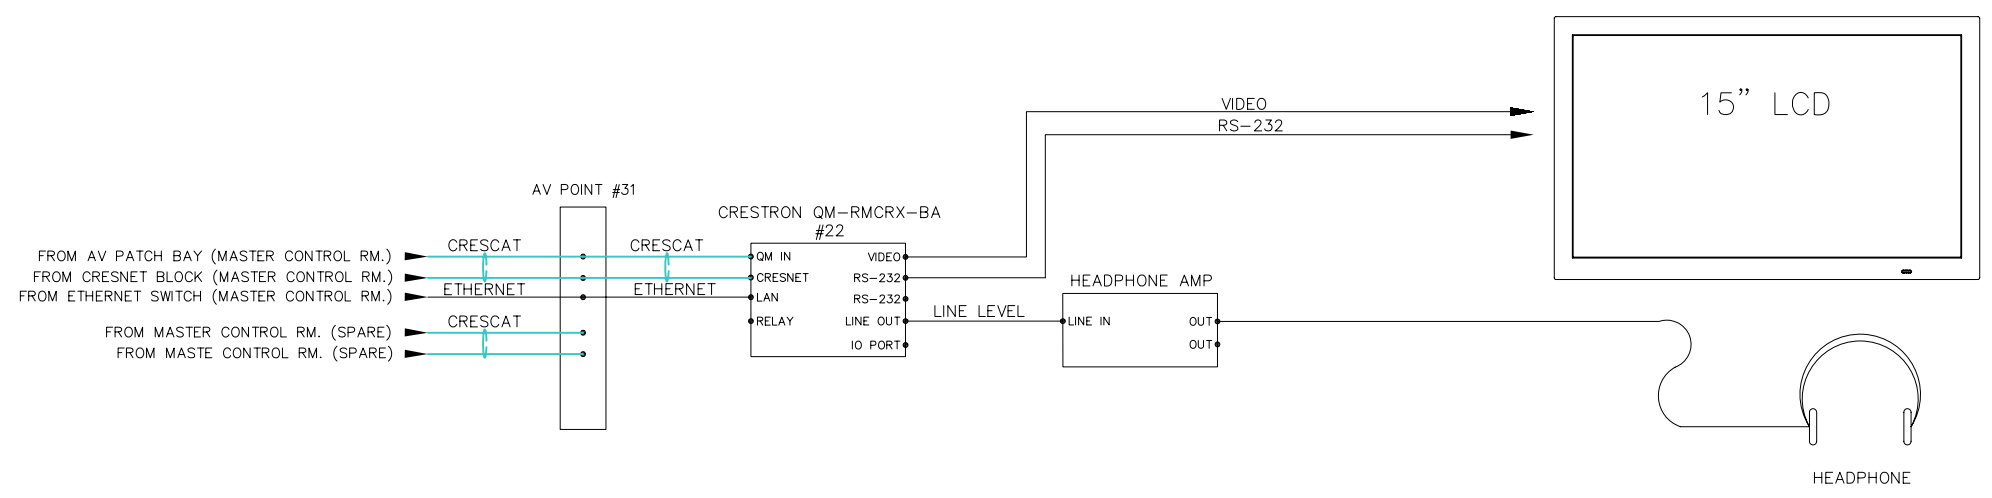 15” LCD
VIDEO
RS-232
AV POINT #31
CRESTRON QM-RMCRX-BA
#22
FROM AV PATCH BAY (MASTER CONTROL RM.)
CRESCAT
CRESCAT
QM IN
VIDEO
FROM CRESNET BLOCK (MASTER CONTROL RM.)
CRESNET
RS-232
FROM ETHERNET SWITCH (MASTER CONTROL RM.)
ETHERNET
ETHERNET
LAN
RS-232
HEADPHONE AMP
CRESCAT
RELAY
LINE OUT
LINE LEVEL
LINE IN
OUT
FROM MASTER CONTROL RM. (SPARE)
FROM MASTE CONTROL RM. (SPARE)
IO PORT
OUT
HEADPHONE